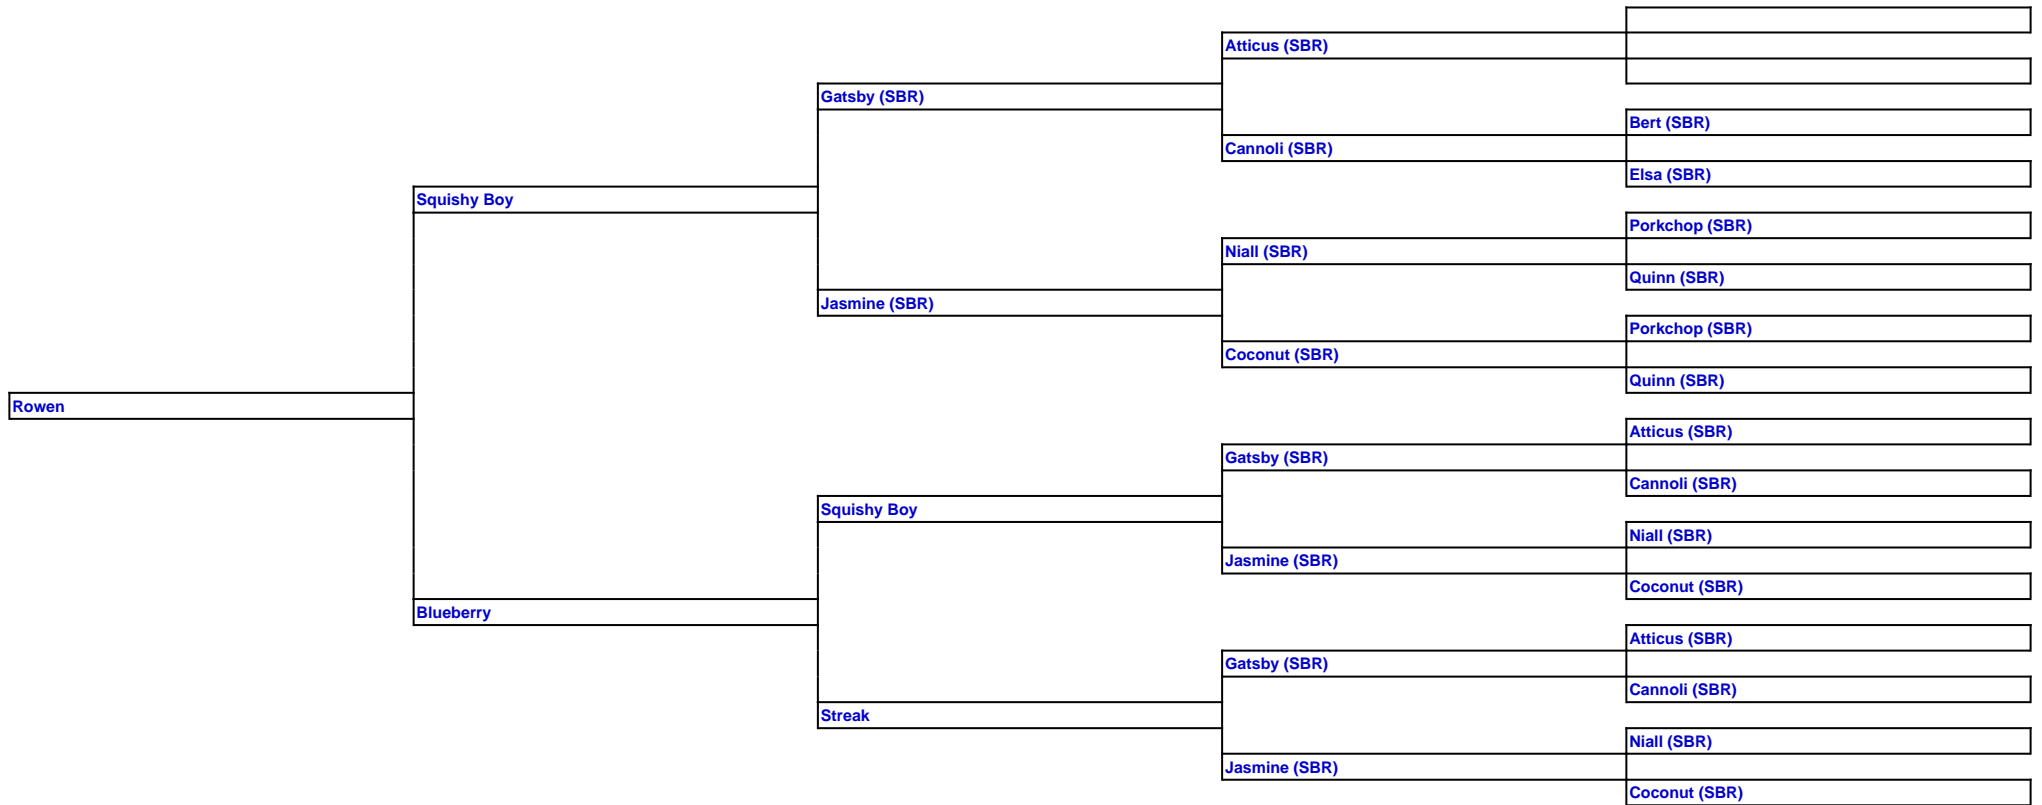 Atticus (SBR)
Gatsby (SBR)
Bert (SBR)
Cannoli (SBR)
Elsa (SBR)
Squishy Boy
Porkchop (SBR)
Niall (SBR)
Quinn (SBR)
Jasmine (SBR)
Porkchop (SBR)
Coconut (SBR)
Quinn (SBR)
Rowen
Atticus (SBR)
Gatsby (SBR)
Cannoli (SBR)
Squishy Boy
Niall (SBR)
Jasmine (SBR)
Coconut (SBR)
Blueberry
Atticus (SBR)
Gatsby (SBR)
Cannoli (SBR)
Streak
Niall (SBR)
Jasmine (SBR)
Coconut (SBR)